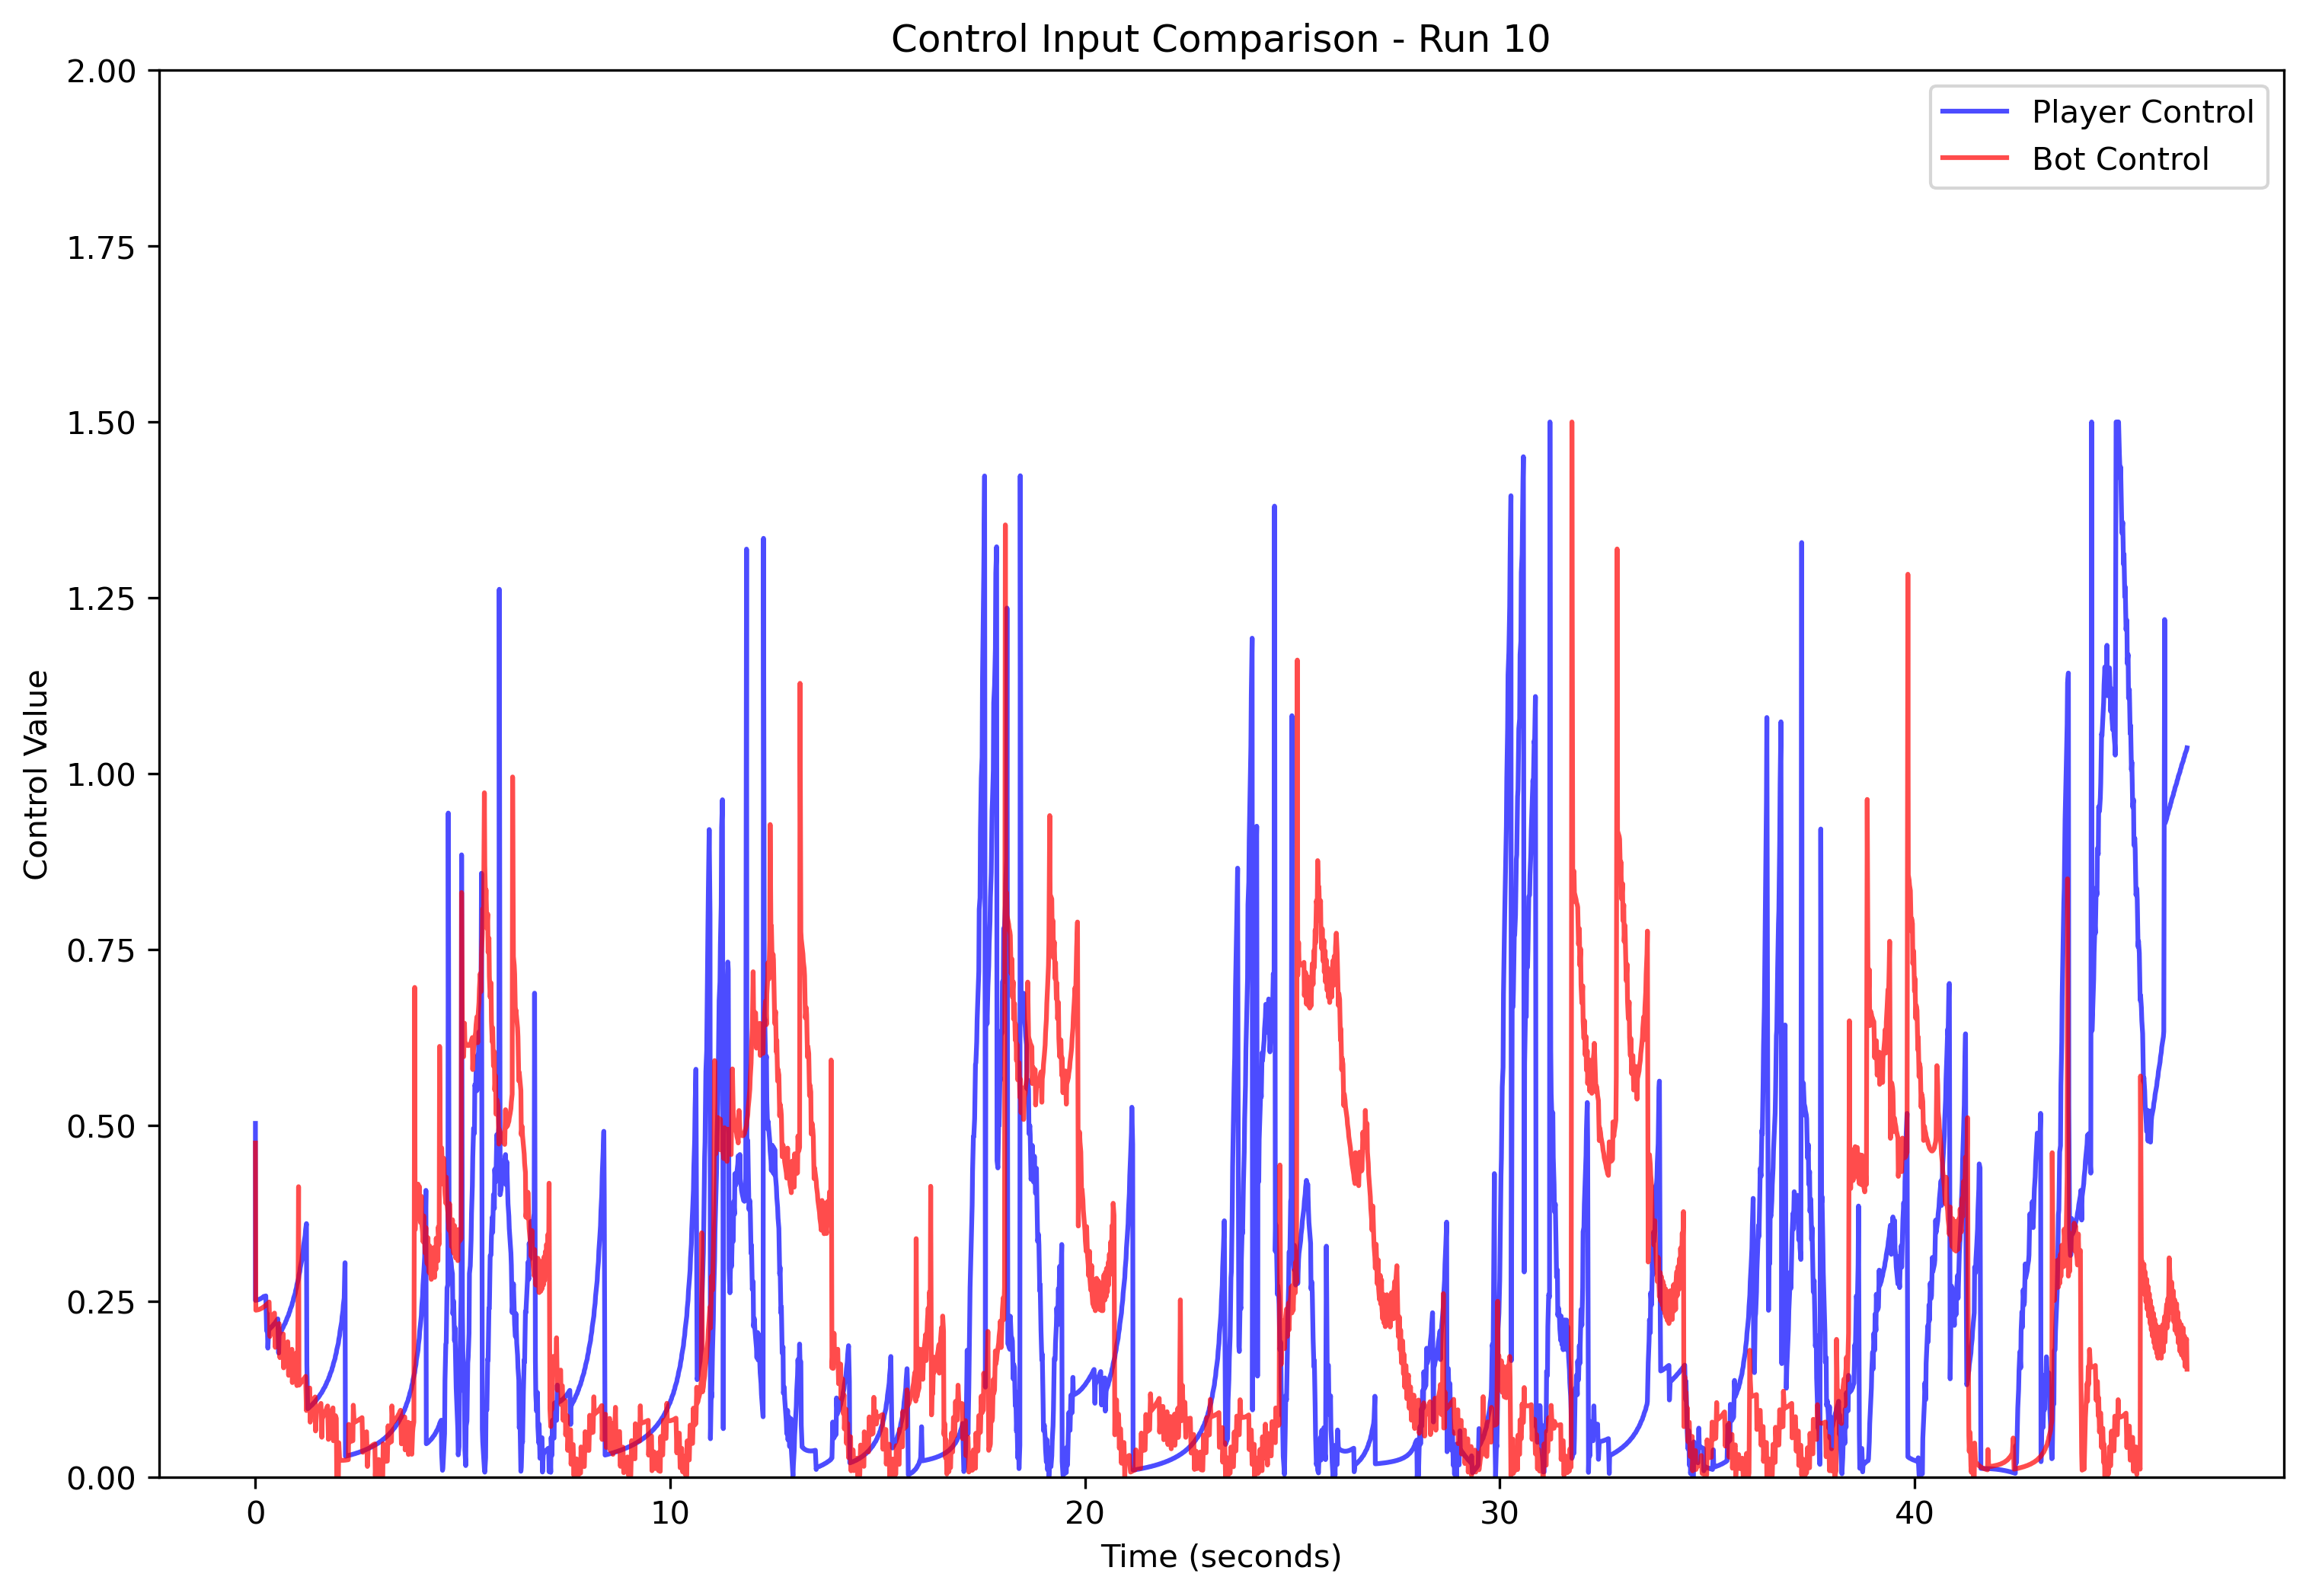 Control Input Comparison - Run 10
2.00
1.75
1.50
1.25
1.00
0.75
0.50
0.25
0.00
Control Value
Player Control
Bot Control
0
10
20
30
40
Time (seconds)